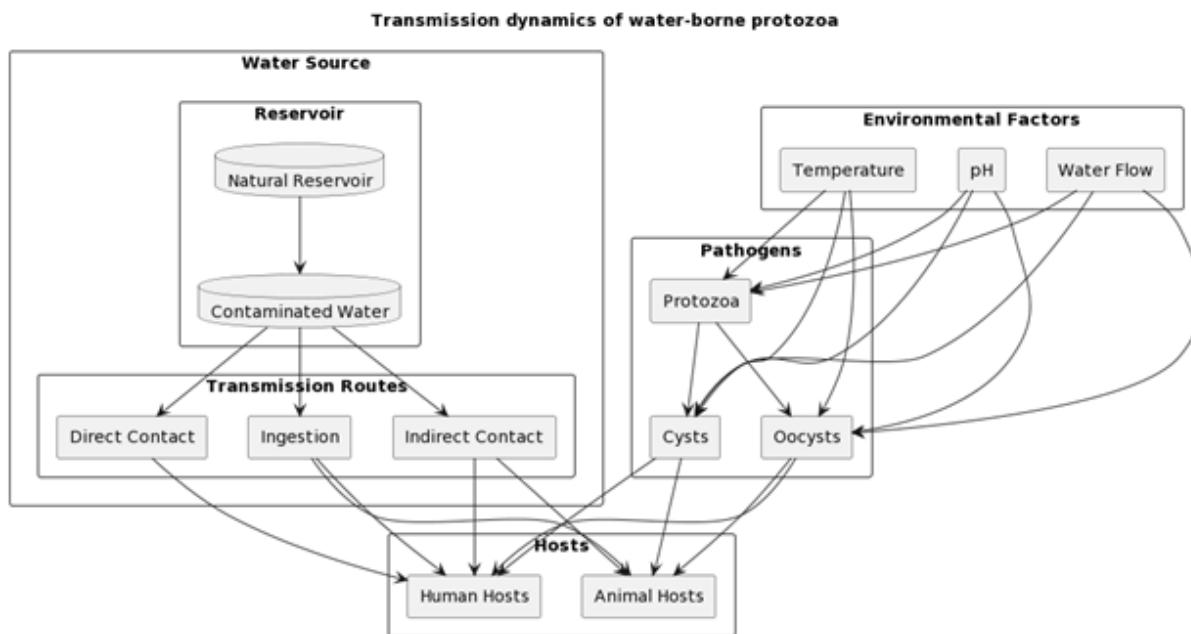 Transmission dynamics of water-borne protozoa
Water Source
Reservoir
Natural Reservoir
Contaminated Water
Transmission Routes
Direct Contact
Ingestion
Indirect Contact
Environmental Factors
Temperature
pH
Water Flow
Pathogens
Protozoa
Cysts
Oocysts
Hosts
Human Hosts
Animal Hosts